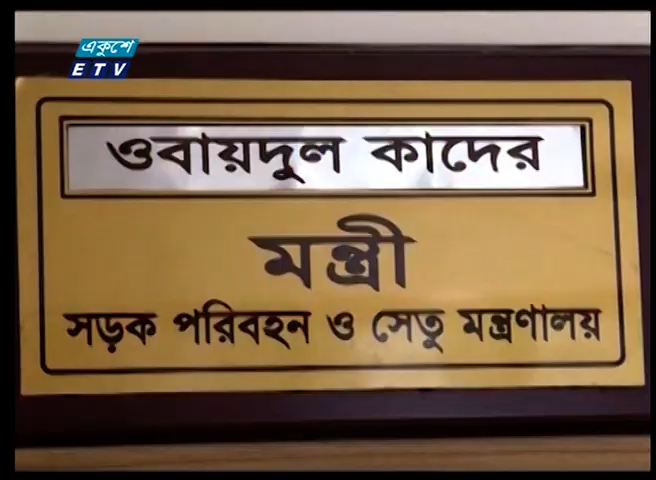 একুশে
ETV
ওবায়দুল কাদের
মন্ত্রী
সড়ক পরিবহন ও সেতু মন্ত্রণালয়